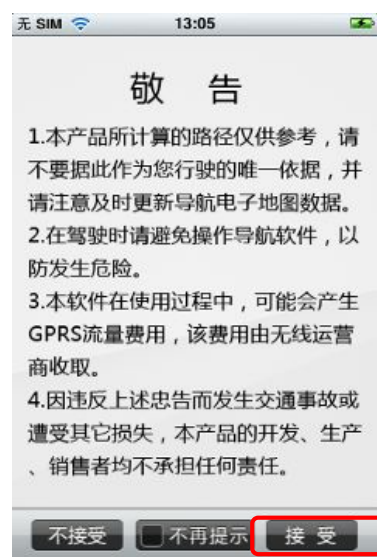 无 SIM 13:05
敬 告
1.本产品所计算的路径仅供参考，请
不要据此作为您行驶的唯一依据，并
请注意及时更新导航电子地图数据。
2.在驾驶时请避免操作导航软件，以
防发生危险。
3.本软件在使用过程中，可能会产生
GPRS流量费用，该费用由无线运营
商收取。
4.因违反上述忠告而发生交通事故或
遭受其它损失，本产品的开发、生产
、销售者均不承担任何责任。
不接受 不再提示 接 受